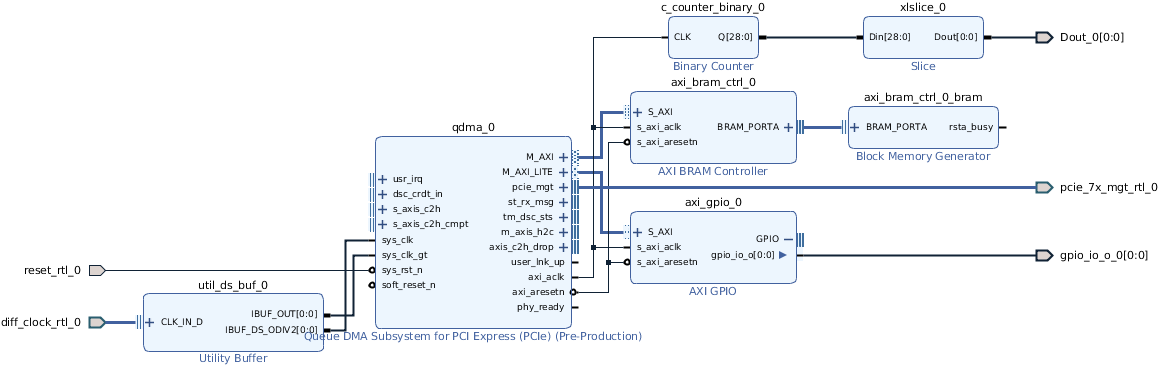 c_counter_binary_0
CLK
Q[28:0]
Binary Counter
xlslice_0
Din[28:0]
Dout[0:0]
Slice
Dout_0[0:0]
axi_bram_ctrl_0
S_AXI
s_axi_aclk
s_axi_aresetn
BRAM_PORTA
AXI BRAM Controller
axi_bram_ctrl_0_bram
BRAM_PORTA
rsta_busy
Block Memory Generator
qdma_0
usr_irq
dsc_crdt_in
s_axis_c2h
s_axis_c2h_cmpt
sys_clk
sys_clk_gt
sys_rst_n
soft_reset_n
M_AXI
M_AXI_LITE
pcie_mgt
st_rx_msg
tm_dsc_sts
m_axis_h2c
axis_c2h_drop
user_lnk_up
axi_aclk
axi_aresetn
phy_ready
Queue DMA Subsystem for PCI Express (PCIe) (Pre-Production)
pcie_7x_mgt_rtl_0
axi_gpio_0
S_AXI
s_axi_aclk
s_axi_aresetn
GPIO
gpio_io_o[0:0]
AXI GPIO
gpio_io_o_0[0:0]
reset_rtl_0
diff_clock_rtl_0
util_ds_buf_0
CLK_IN_D
IBUF_OUT[0:0]
IBUF_DS_ODIV2[0:0]
Utility Buffer